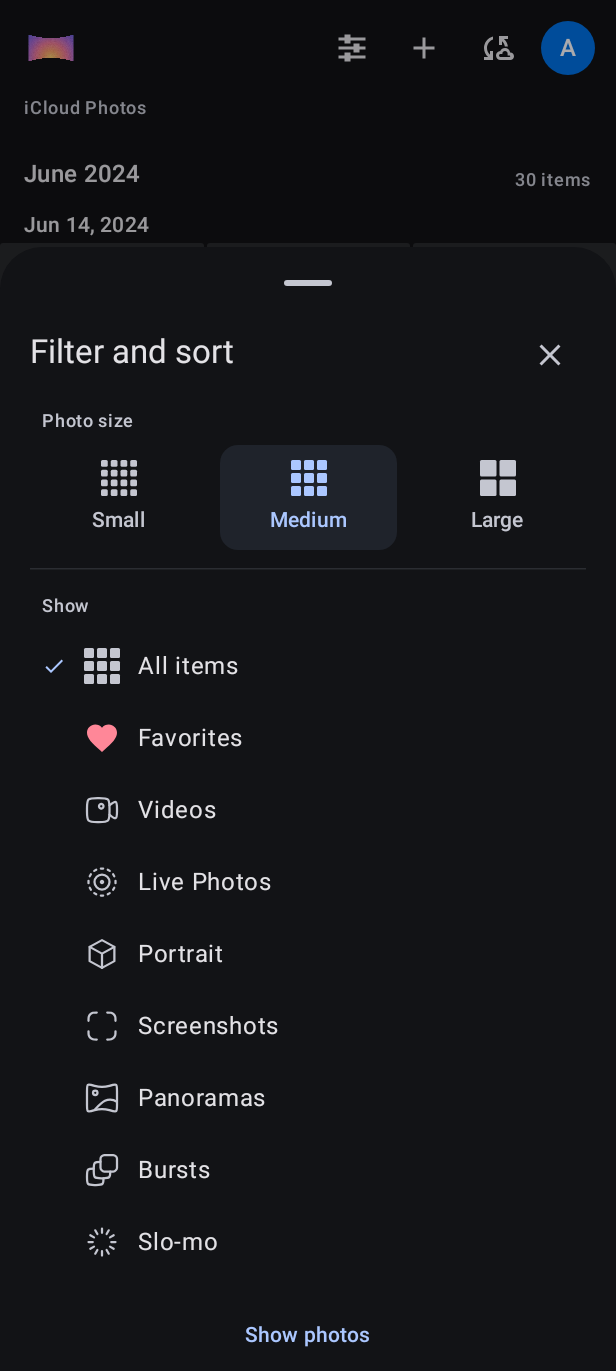 A
iCloud Photos
June 2024
30 items
Jun 14, 2024
Filter and sort
Photo size
Small
Medium
Large
Show
All items
Favorites
Videos
Live Photos
Portrait
Screenshots
Panoramas
Bursts
Slo-mo
Show photos